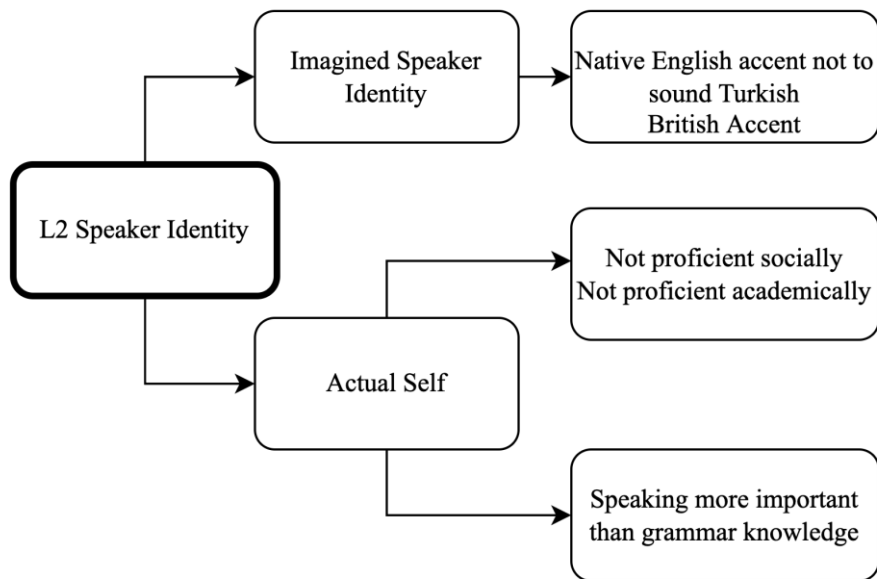 Imagined Speaker
Identity
Native English accent not to
sound Turkish
British Accent
L2 Speaker Identity
Not proficient socially
Not proficient academically
Actual Self
Speaking more important
than grammar knowledge